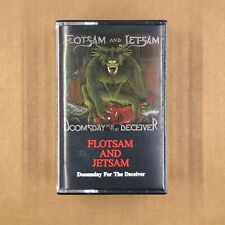 FLOTSAM AND JETSAM
DOOMSDAY FOR THE DECEIVER
FLOTSAM
AND
JETSAM
Doomsday For The Deceiver